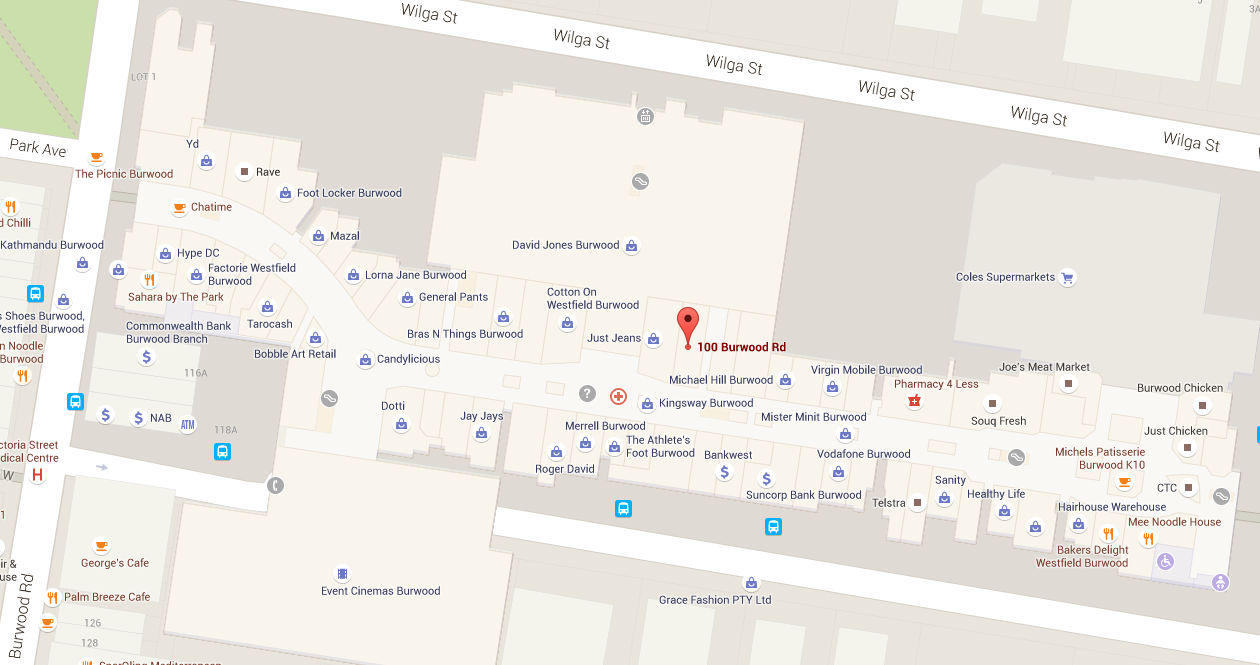 Wilga St
Wilga St
Wilga St
Wilga St
Wilga St
Wilga St
3A
LOT 1
Park Ave
The Picnic Burwood
Yd
Rave
Foot Locker Burwood
Chatime
d Chilli
Mazal
Kathmandu Burwood
Hype DC
Factorie Westfield
Burwood
David Jones Burwood
Lorna Jane Burwood
Coles Supermarkets
Sahara by The Park
General Pants
Cotton On
Westfield Burwood
s Shoes Burwood,
Westfield Burwood
Commonwealth Bank
Burwood Branch
Tarocash
Bras N Things Burwood
Just Jeans
100 Burwood Rd
n Noodle
Burwood
Bobble Art Retail
Candylicious
116A
Michael Hill Burwood
Virgin Mobile Burwood
Joe's Meat Market
Pharmacy 4 Less
Burwood Chicken
Dotti
Kingsway Burwood
NAB
ATM
118A
Jay Jays
Mister Minit Burwood
Souq Fresh
Merrell Burwood
Just Chicken
The Athlete's
Foot Burwood
ctoria Street
dical Centre
H
W
Roger David
Bankwest
Vodafone Burwood
Michels Patisserie
Burwood K10
Suncorp Bank Burwood
Sanity
CTC
Telstra
Healthy Life
Hairhouse Warehouse
Mee Noodle House
Bakers Delight
Westfield Burwood
George's Cafe
ir &
use
Event Cinemas Burwood
Grace Fashion PTY Ltd
Palm Breeze Cafe
Burwood Rd
126
128
SparQling Mediterranean